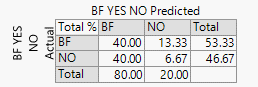 BF YES NO Predicted
BF YES NO Actual
Total % BF NO Total
BF 40.00 13.33 53.33
NO 40.00 6.67 46.67
Total 80.00 20.00